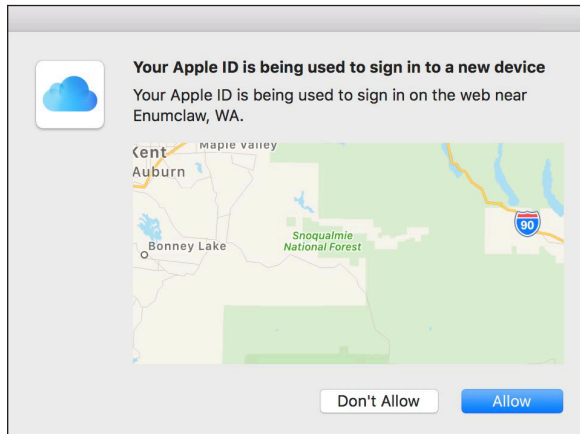 Your Apple ID is being used to sign in to a new device
Your Apple ID is being used to sign in on the web near
Enumclaw, WA.
Kent
Maple Valley
Auburn
90
Snoqualmie
National Forest
Bonney Lake
Don't Allow
Allow